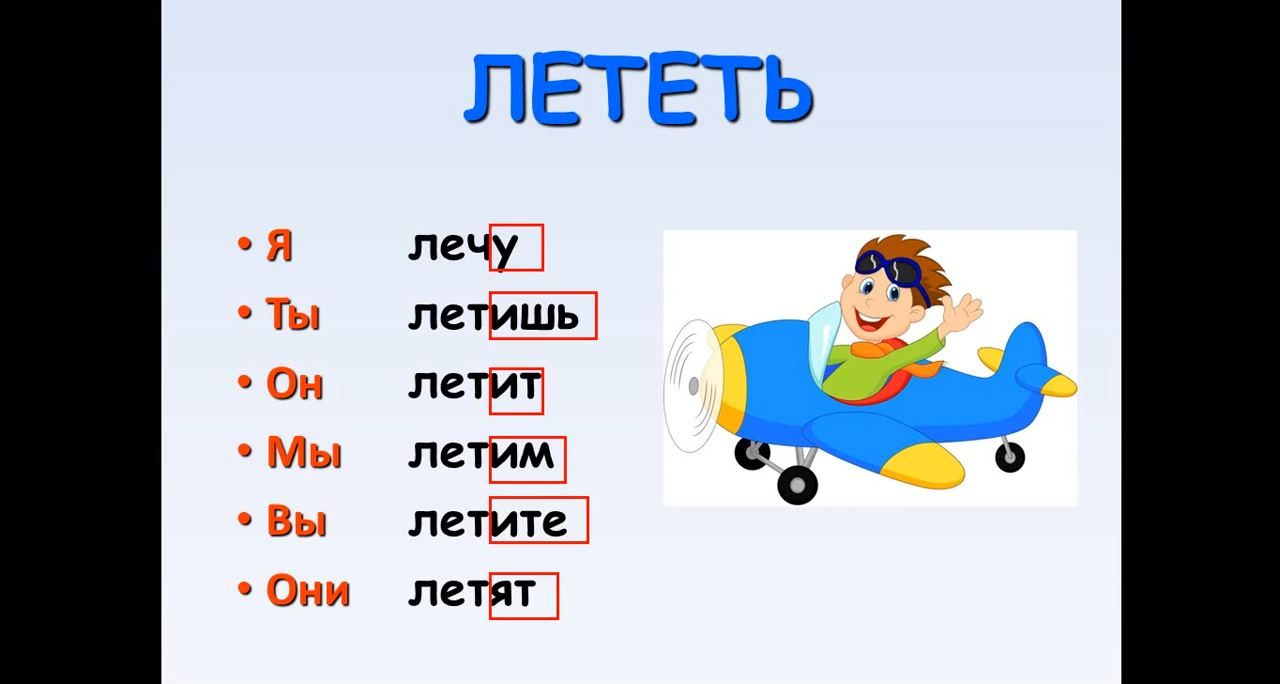 ЛЕТЕТЬ
• Я лечу
• Ты летишь
• Он летит
• Мы летим
• Вы летите
• Они летят